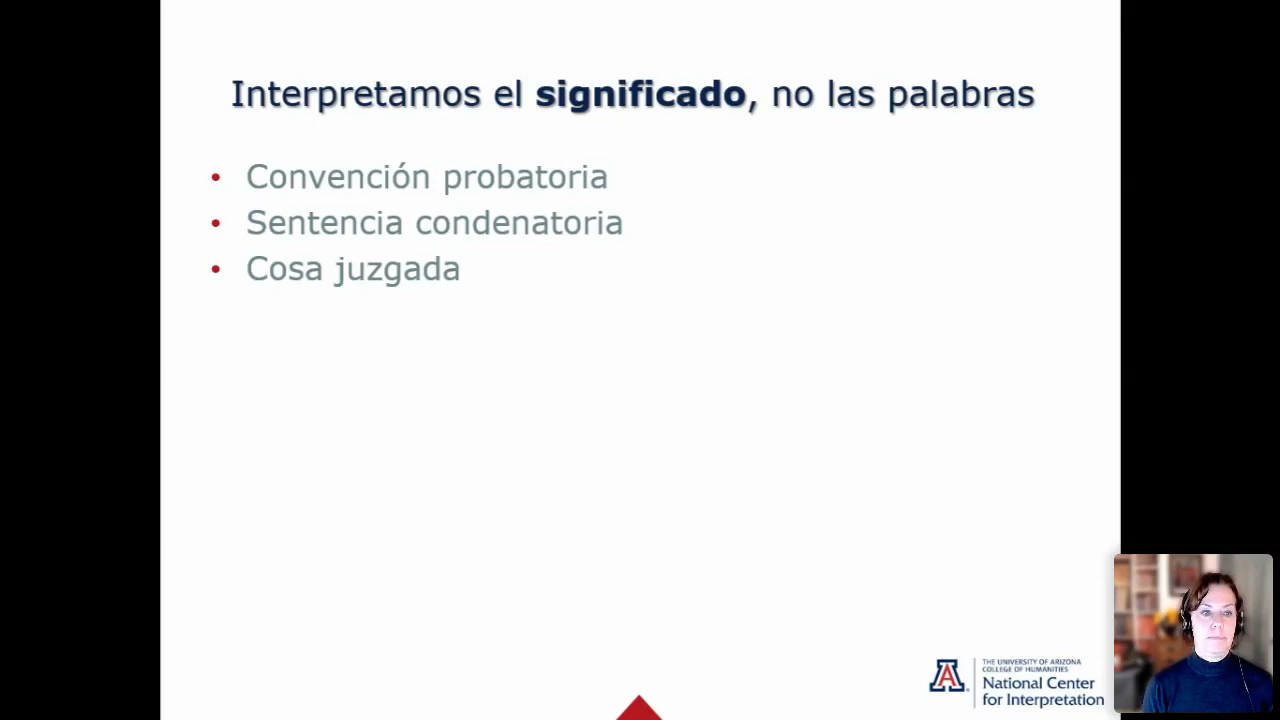 Interpretamos el significado, no las palabras
• Convención probatoria
• Sentencia condenatoria
• Cosa juzgada
THE UNIVERSITY OF ARIZONA
COLLEGE OF HUMANITIES
National Center
for Interpretation